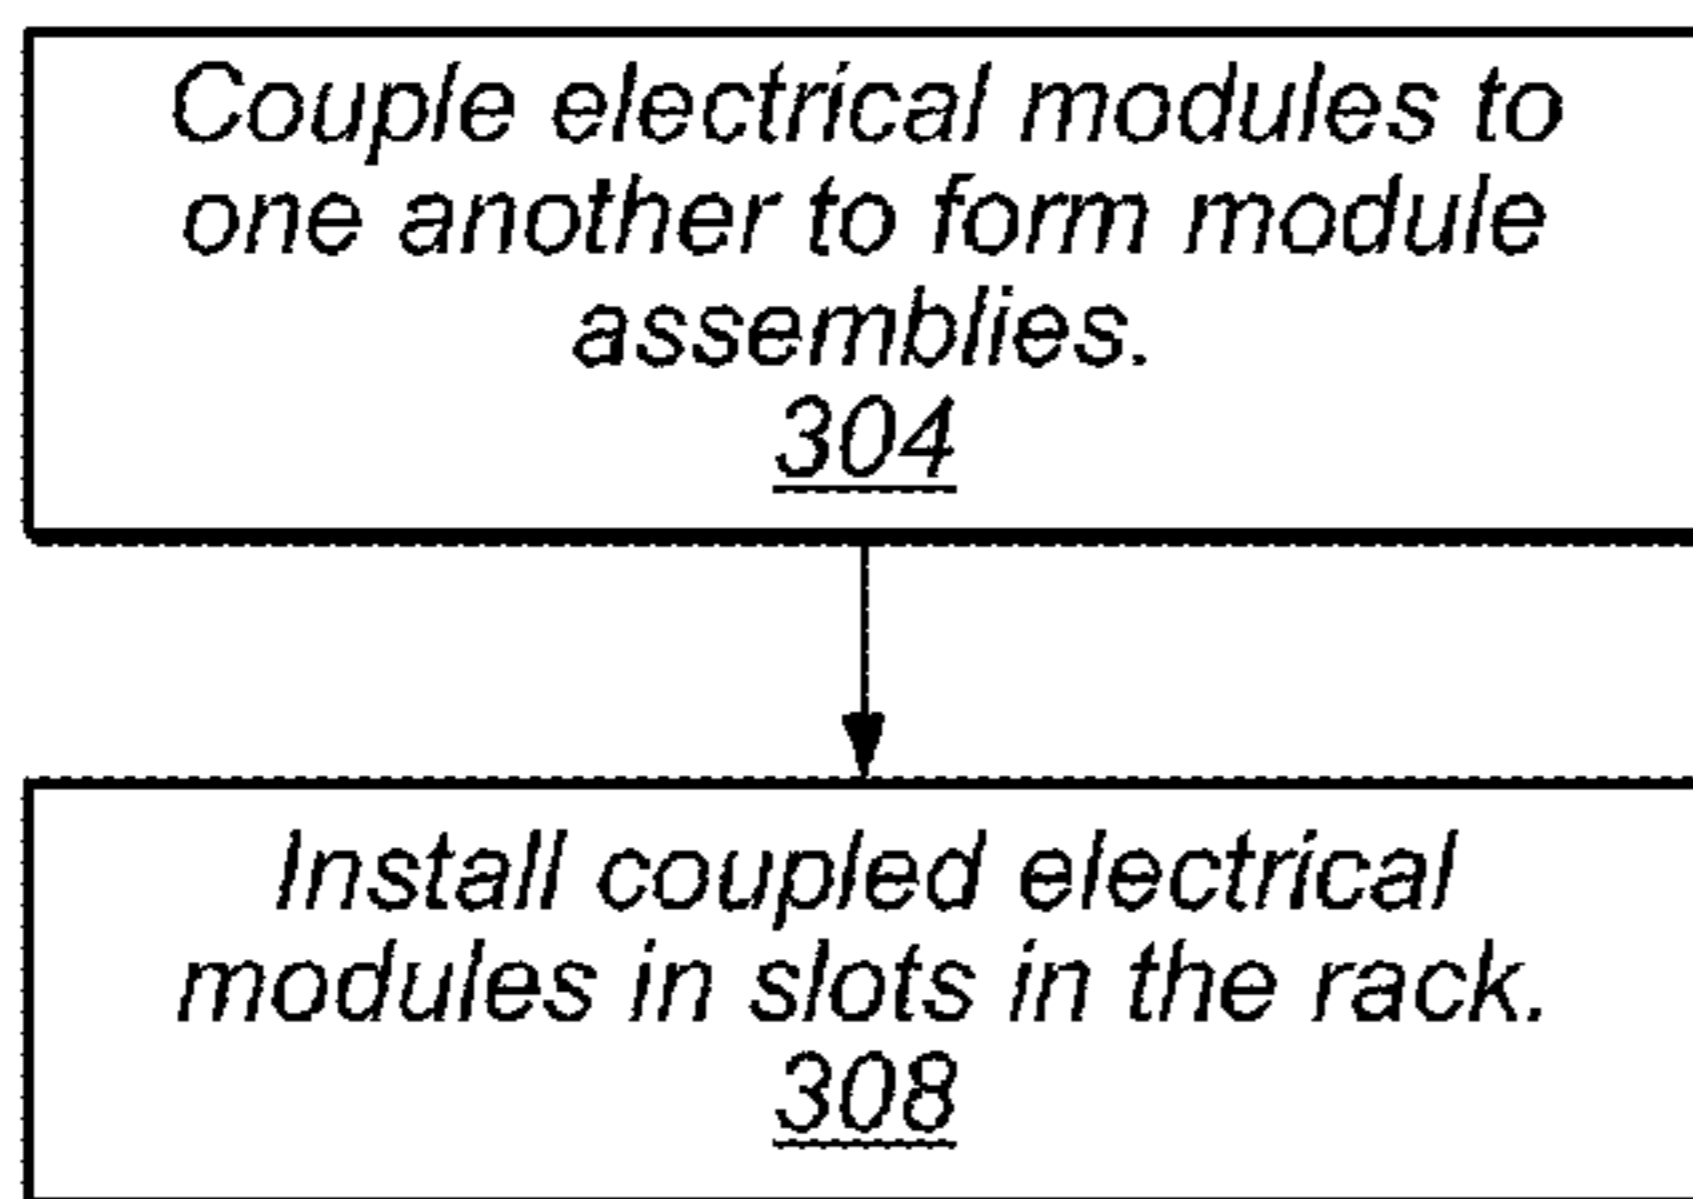 Couple electrical modules to
one another to form module
assemblies.
304
Install coupled electrical
modules in slots in the rack.
308